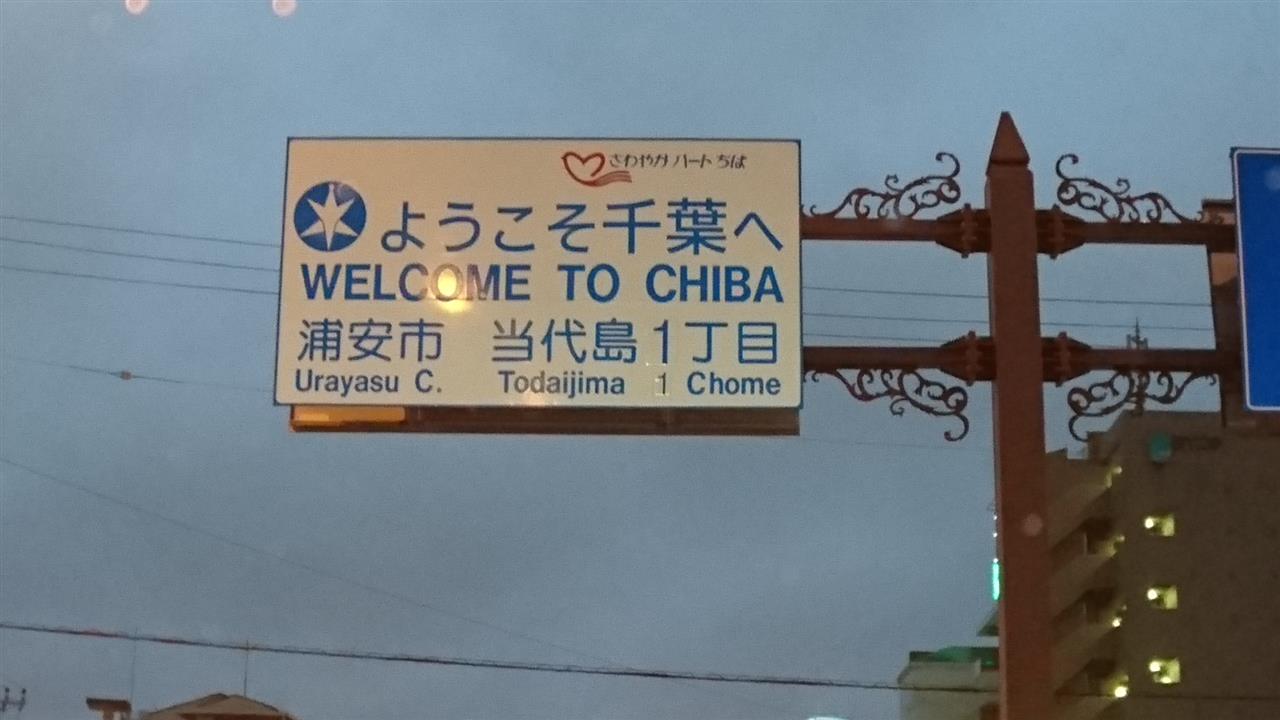 さわやか ハート ちば
ようこそ千葉へ
WELCOME TO CHIBA
浦安市 当代島1丁目
Urayasu C. Todaijima 1 Chome